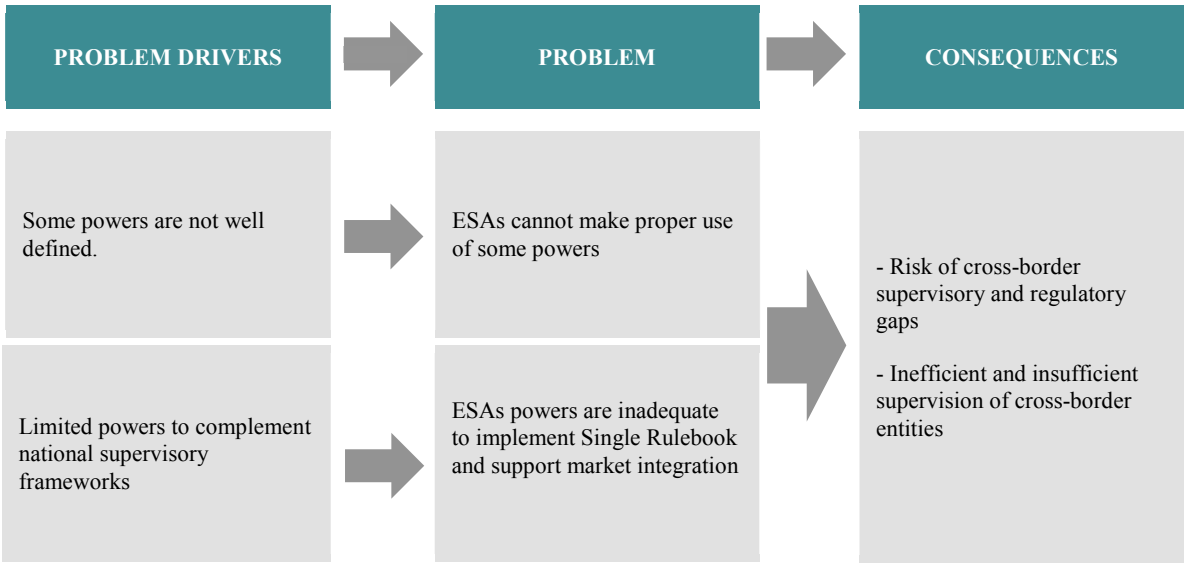 PROBLEM DRIVERS
PROBLEM
CONSEQUENCES
Some powers are not well
defined.
ESAs cannot make proper use
of some powers
Limited powers to complement
national supervisory
frameworks
ESAs powers are inadequate
to implement Single Rulebook
and support market integration
- Risk of cross-border
supervisory and regulatory
gaps
- Inefficient and insufficient
supervision of cross-border
entities